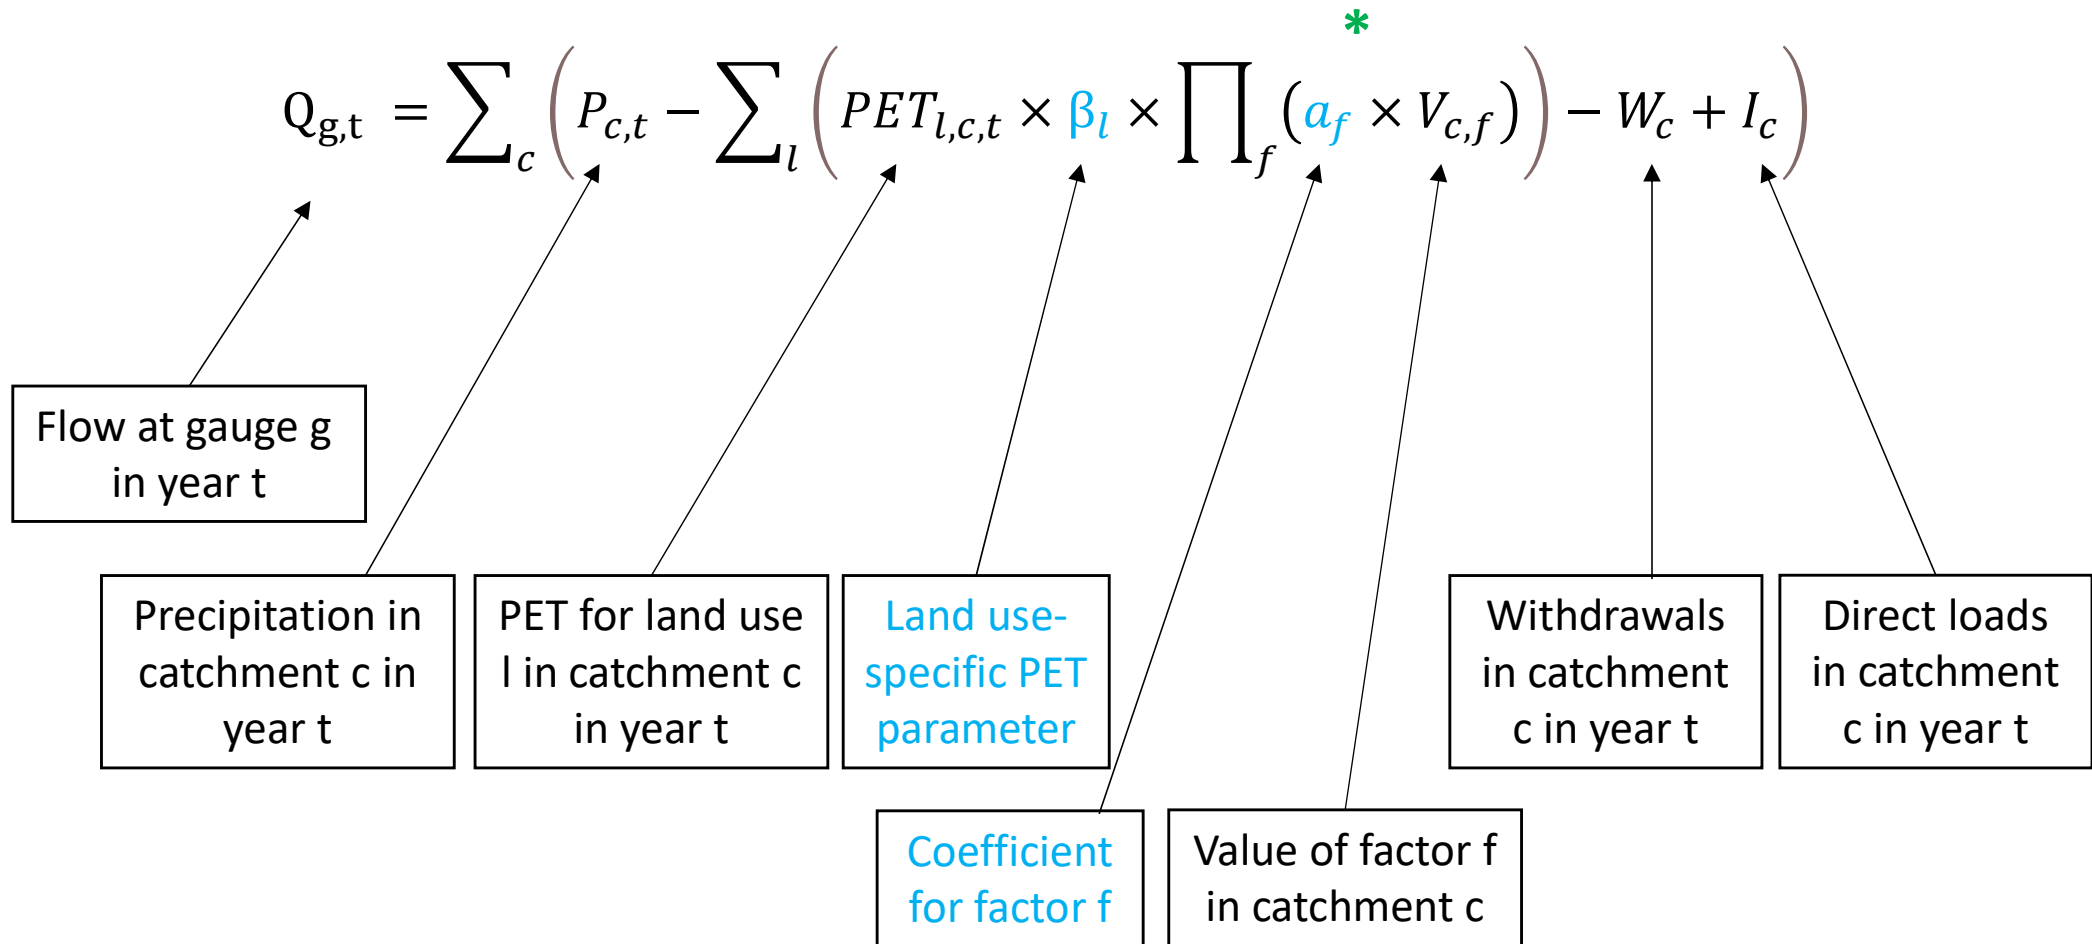 *
Q_{g,t} = ∑_c (P_{c,t} − ∑_l (PET_{l,c,t} × β_l × ∏_f (a_f × V_{c,f})) − W_c + I_c)
Flow at gauge g
in year t
Precipitation in
catchment c in
year t
PET for land use
l in catchment c
in year t
Land use-
specific PET
parameter
Withdrawals
in catchment
c in year t
Direct loads
in catchment
c in year t
Coefficient
for factor f
Value of factor f
in catchment c